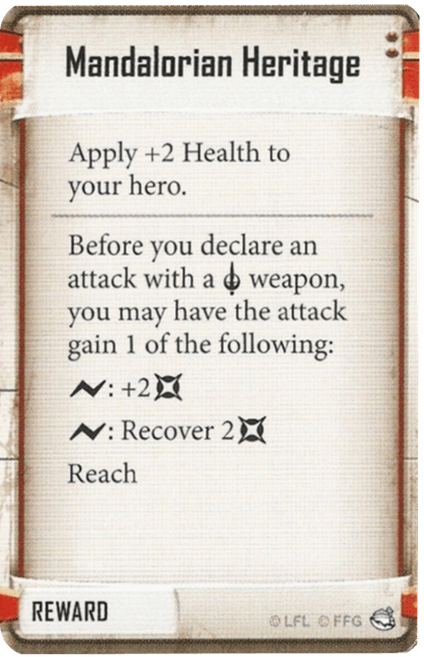 Mandalorian Heritage
Apply +2 Health to
your hero.
Before you declare an
attack with a weapon,
you may have the attack
gain 1 of the following:
: +2
: Recover 2
Reach
REWARD
© LFL © FFG